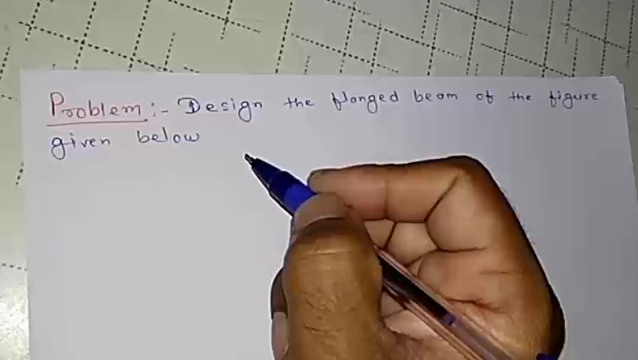 Problem :- Design the flanged beam of the figure
given below